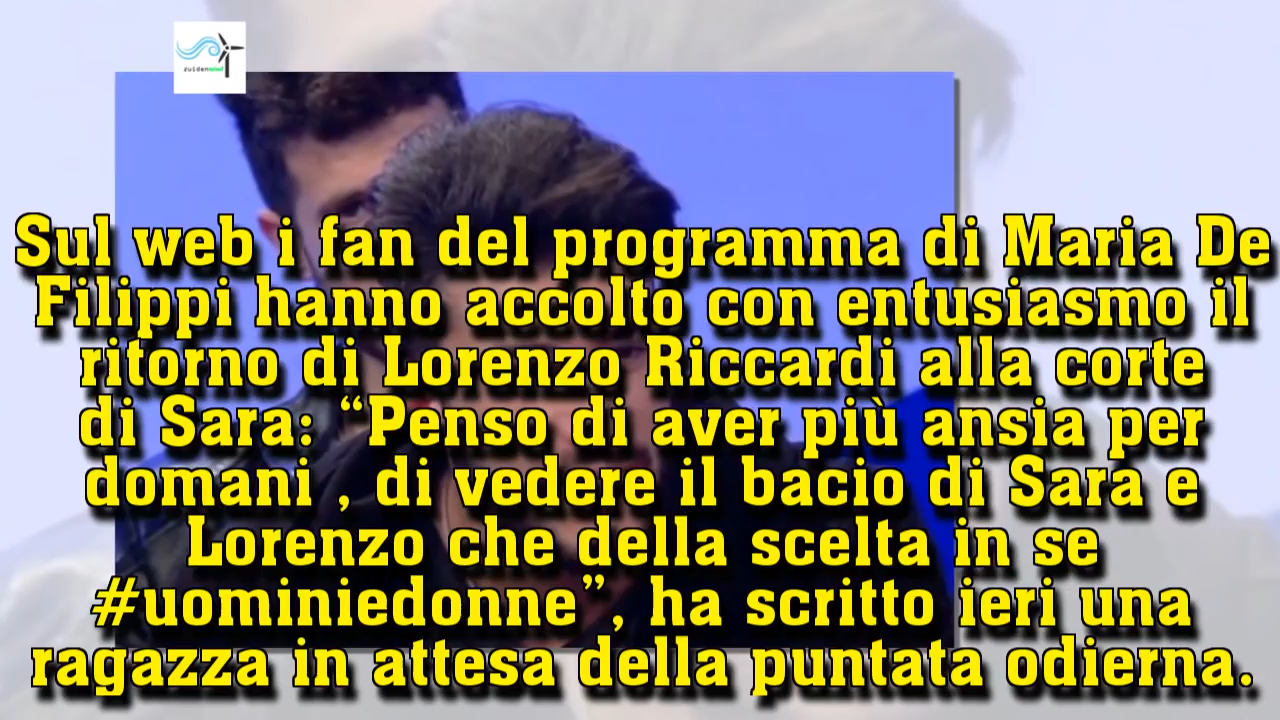 zuidenwind
Sul web i fan del programma di Maria De
Filippi hanno accolto con entusiasmo il
ritorno di Lorenzo Riccardi alla corte
di Sara: “Penso di aver più ansia per
domani , di vedere il bacio di Sara e
Lorenzo che della scelta in se
#uominiedonne”, ha scritto ieri una
ragazza in attesa della puntata odierna.